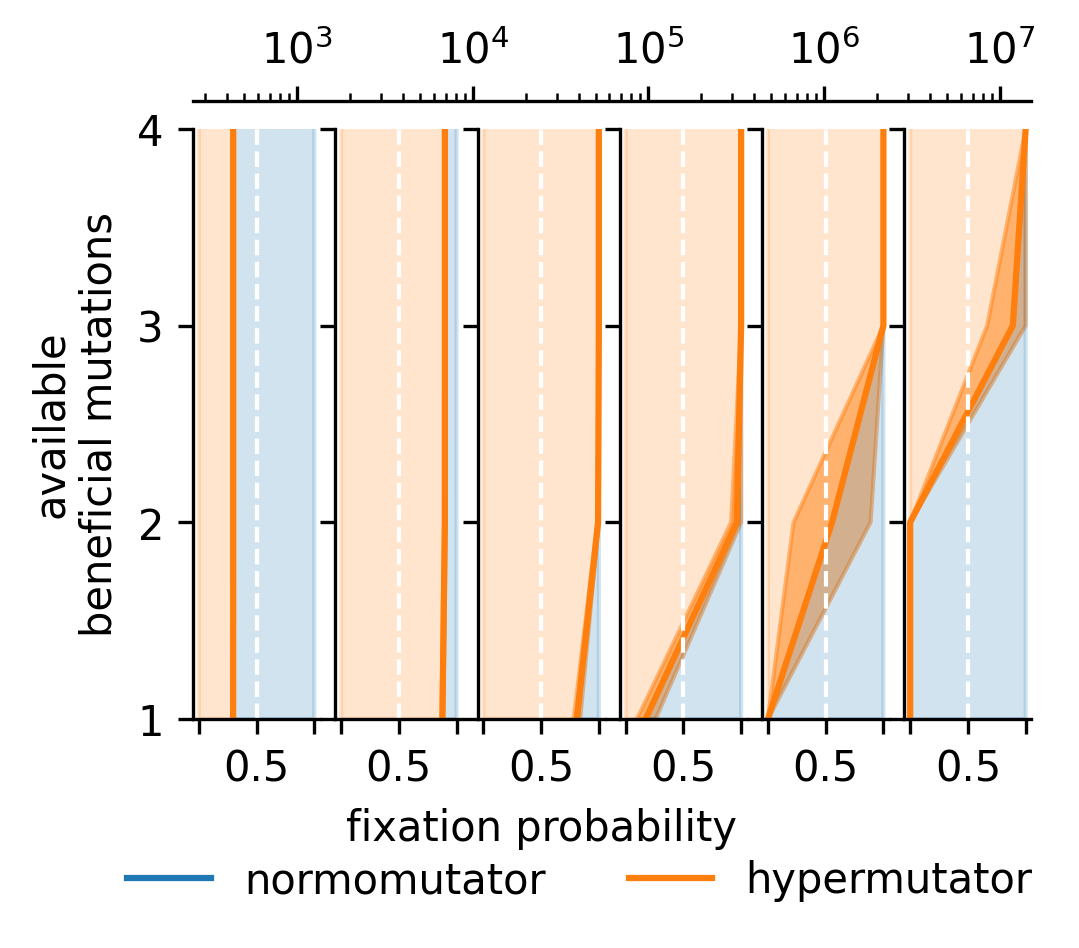 10³ 10⁴ 10⁵ 10⁶ 10⁷
4
3
2
1
available
beneficial mutations
0.5 0.5 0.5 0.5 0.5 0.5
fixation probability
normomutator hypermutator